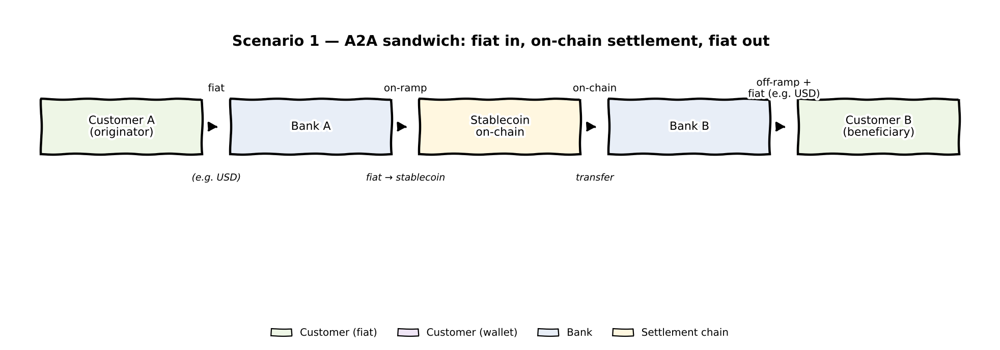 Scenario 1 — A2A sandwich: fiat in, on-chain settlement, fiat out
fiat
on-ramp
on-chain
off-ramp +
fiat (e.g. USD)
Customer A
(originator)
Bank A
Stablecoin
on-chain
Bank B
Customer B
(beneficiary)
(e.g. USD)
fiat → stablecoin
transfer
Customer (fiat)
Customer (wallet)
Bank
Settlement chain